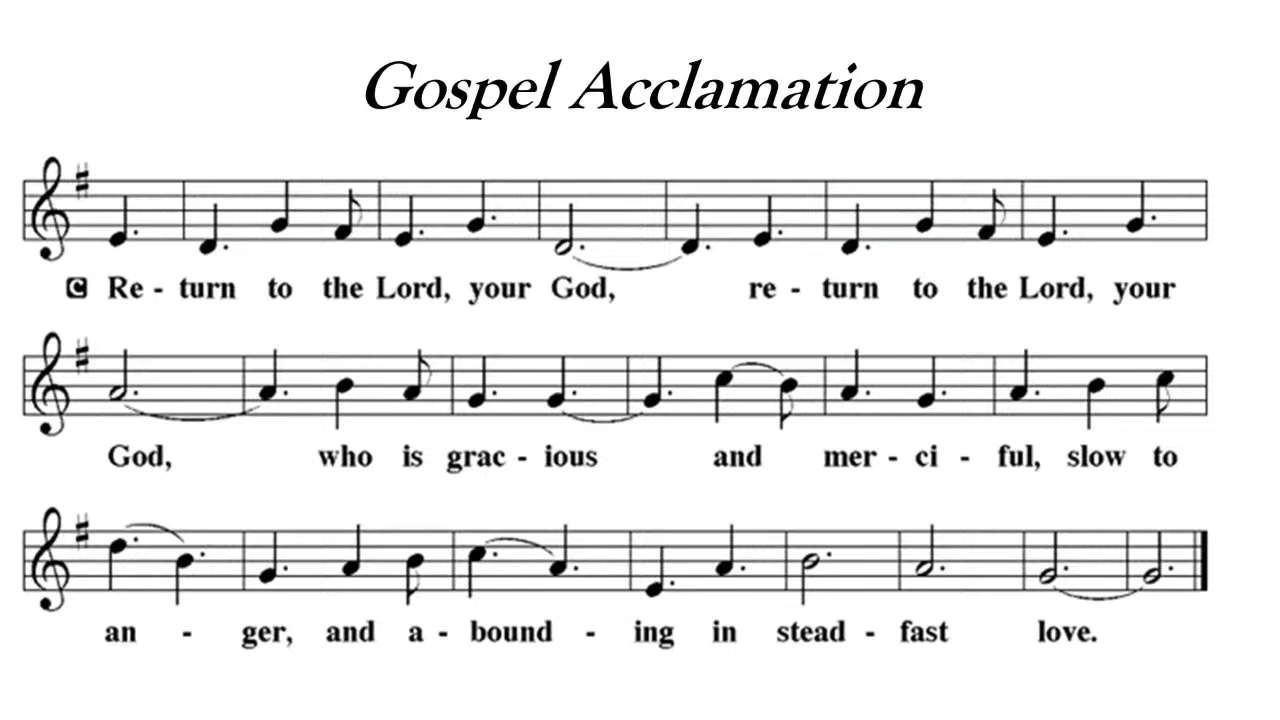 Gospel Acclamation
C Re - turn to the Lord, your God, re - turn to the Lord, your
God, who is grac - ious and mer - ci - ful, slow to
an - ger, and a - bound - ing in stead - fast love.